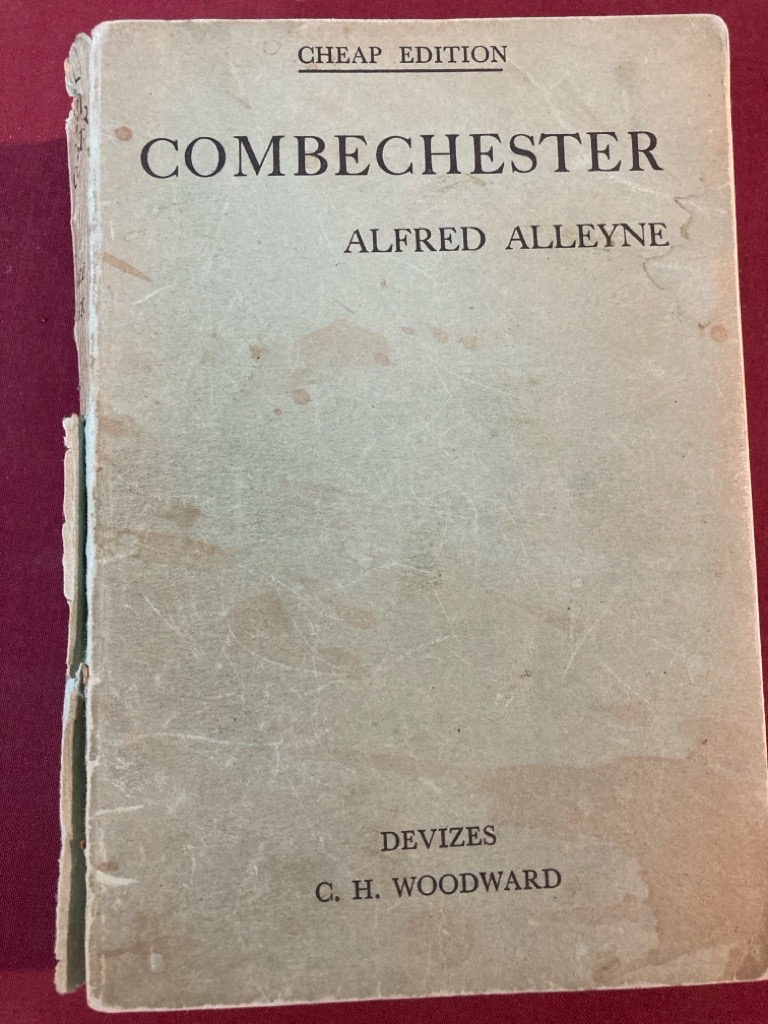 CHEAP EDITION
COMBECHESTER
ALFRED ALLEYNE
DEVIZES
C. H. WOODWARD